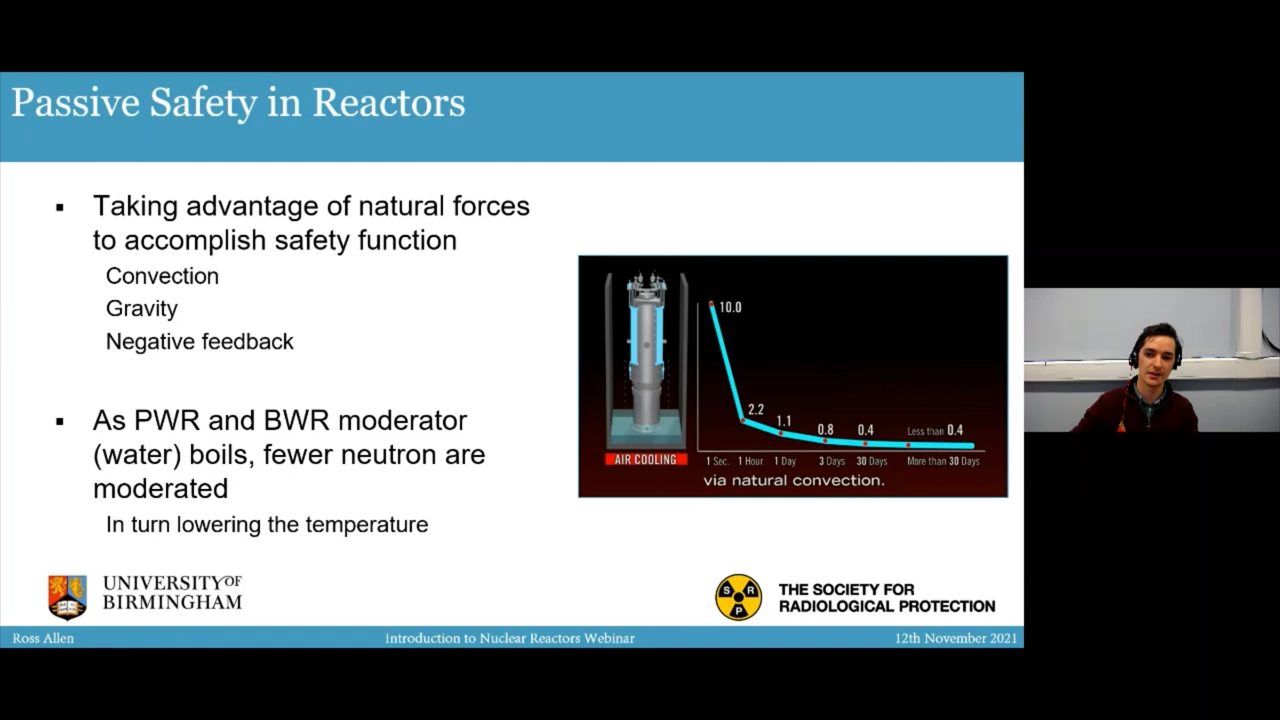 Passive Safety in Reactors
Taking advantage of natural forces
to accomplish safety function
Convection
Gravity
Negative feedback
As PWR and BWR moderator
(water) boils, fewer neutron are
moderated
In turn lowering the temperature
10.0
2.2
1.1
0.8
0.4
Less than 0.4
AIR COOLING
1 Sec.
1 Hour
1 Day
3 Days
30 Days
More than 30 Days
via natural convection.
UNIVERSITY OF
BIRMINGHAM
S R
P
THE SOCIETY FOR
RADIOLOGICAL PROTECTION
Ross Allen
Introduction to Nuclear Reactors Webinar
12th November 2021